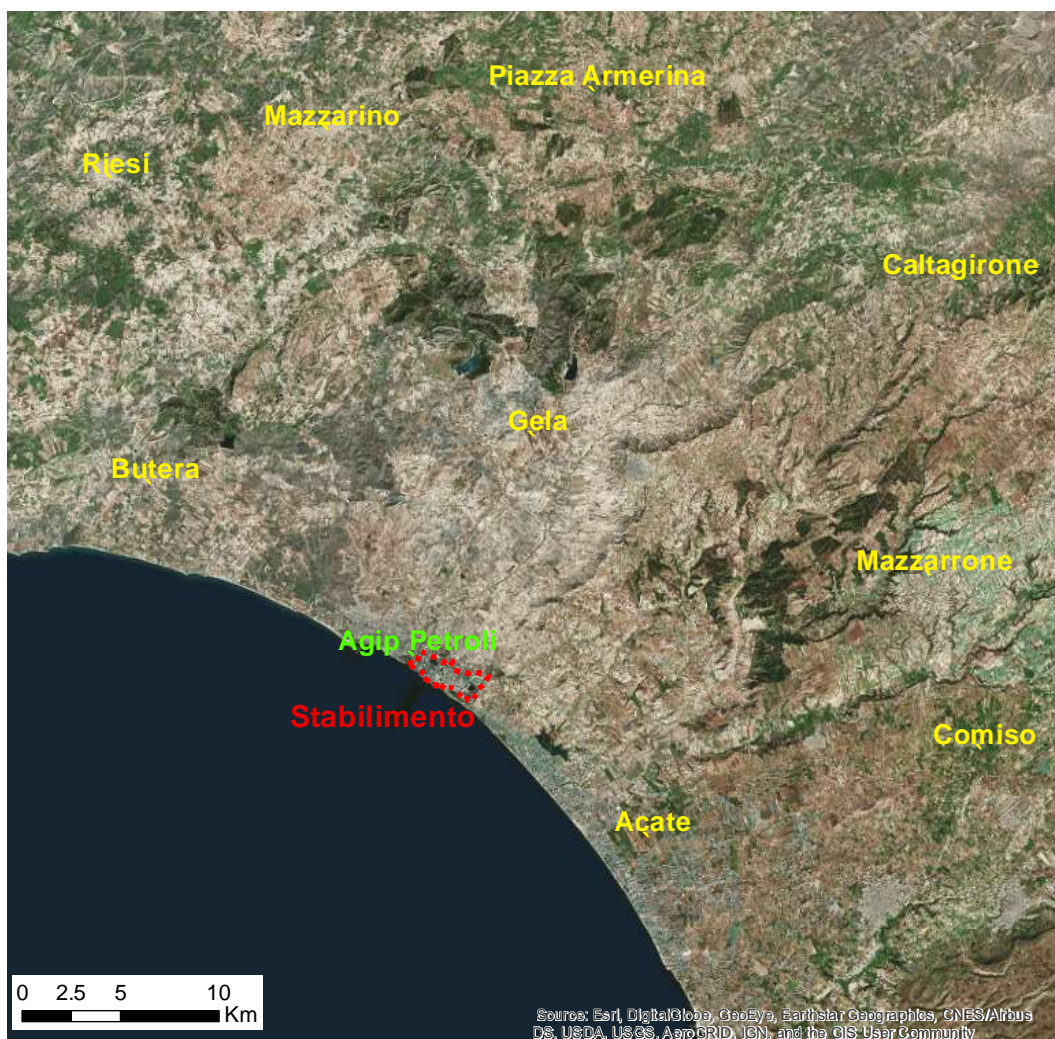 Piazza Armerina
Mazzarino
Riesi
Caltagirone
Gela
Butera
Mazzarrone
Agip Petroli
Stabilimento
Comiso
Acate
0 2.5 5 10
Km
Source: Esri, DigitalGlobe, GeoEye, Earthstar Geographics, CNES/Airbus
DS, USDA, USGS, AeroGRID, IGN, and the GIS User Community